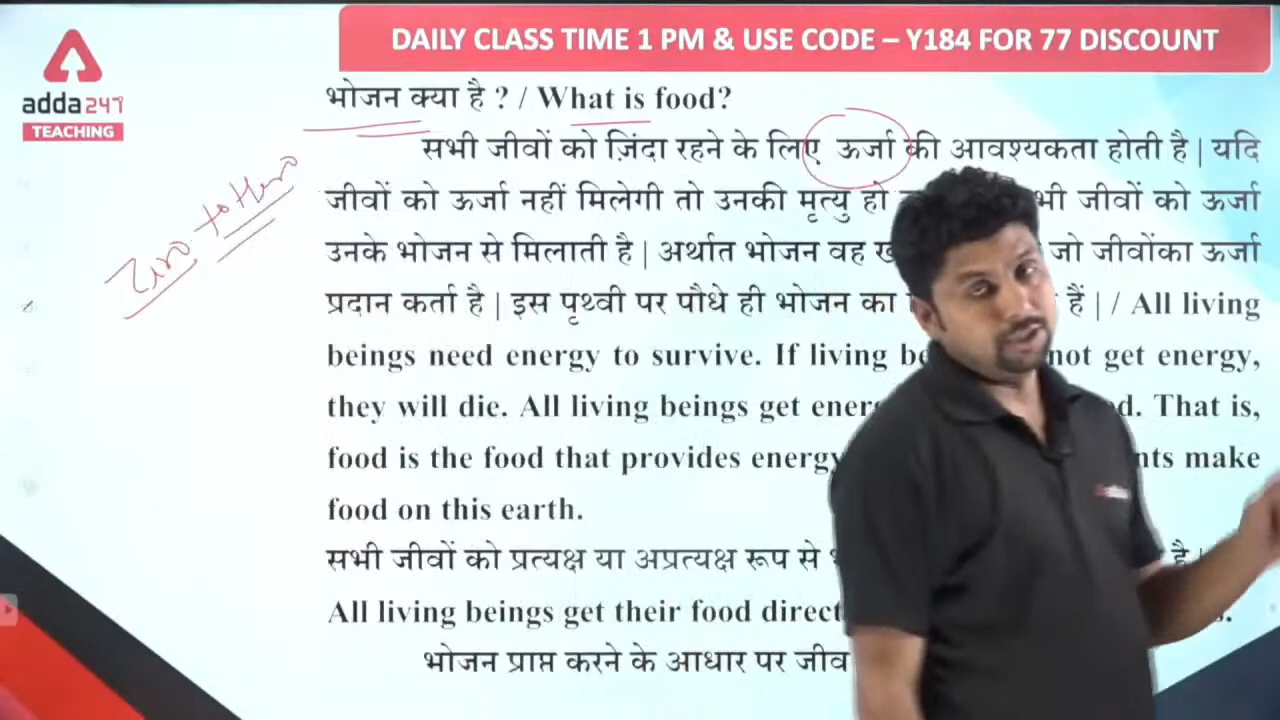 DAILY CLASS TIME 1 PM & USE CODE – Y184 FOR 77 DISCOUNT
adda247
TEACHING
भोजन क्या है ? / What is food?
सभी जीवों को ज़िंदा रहने के लिए ऊर्जा की आवश्यकता होती है | यदि
जीवों को ऊर्जा नहीं मिलेगी तो उनकी मृत्यु हो भी जीवों को ऊर्जा
उनके भोजन से मिलाती है | अर्थात भोजन वह जो जीवोंका ऊर्जा
प्रदान कर्ता है | इस पृथ्वी पर पौधे ही भोजन का हैं | / All living
beings need energy to survive. If living not get energy,
they will die. All living beings get That is,
food is the food that provides energy make
food on this earth.
सभी जीवों को प्रत्यक्ष या अप्रत्यक्ष रूप से है |
All living beings get their food
भोजन प्राप्त करने के आधार पर जीव
Zero to Hero